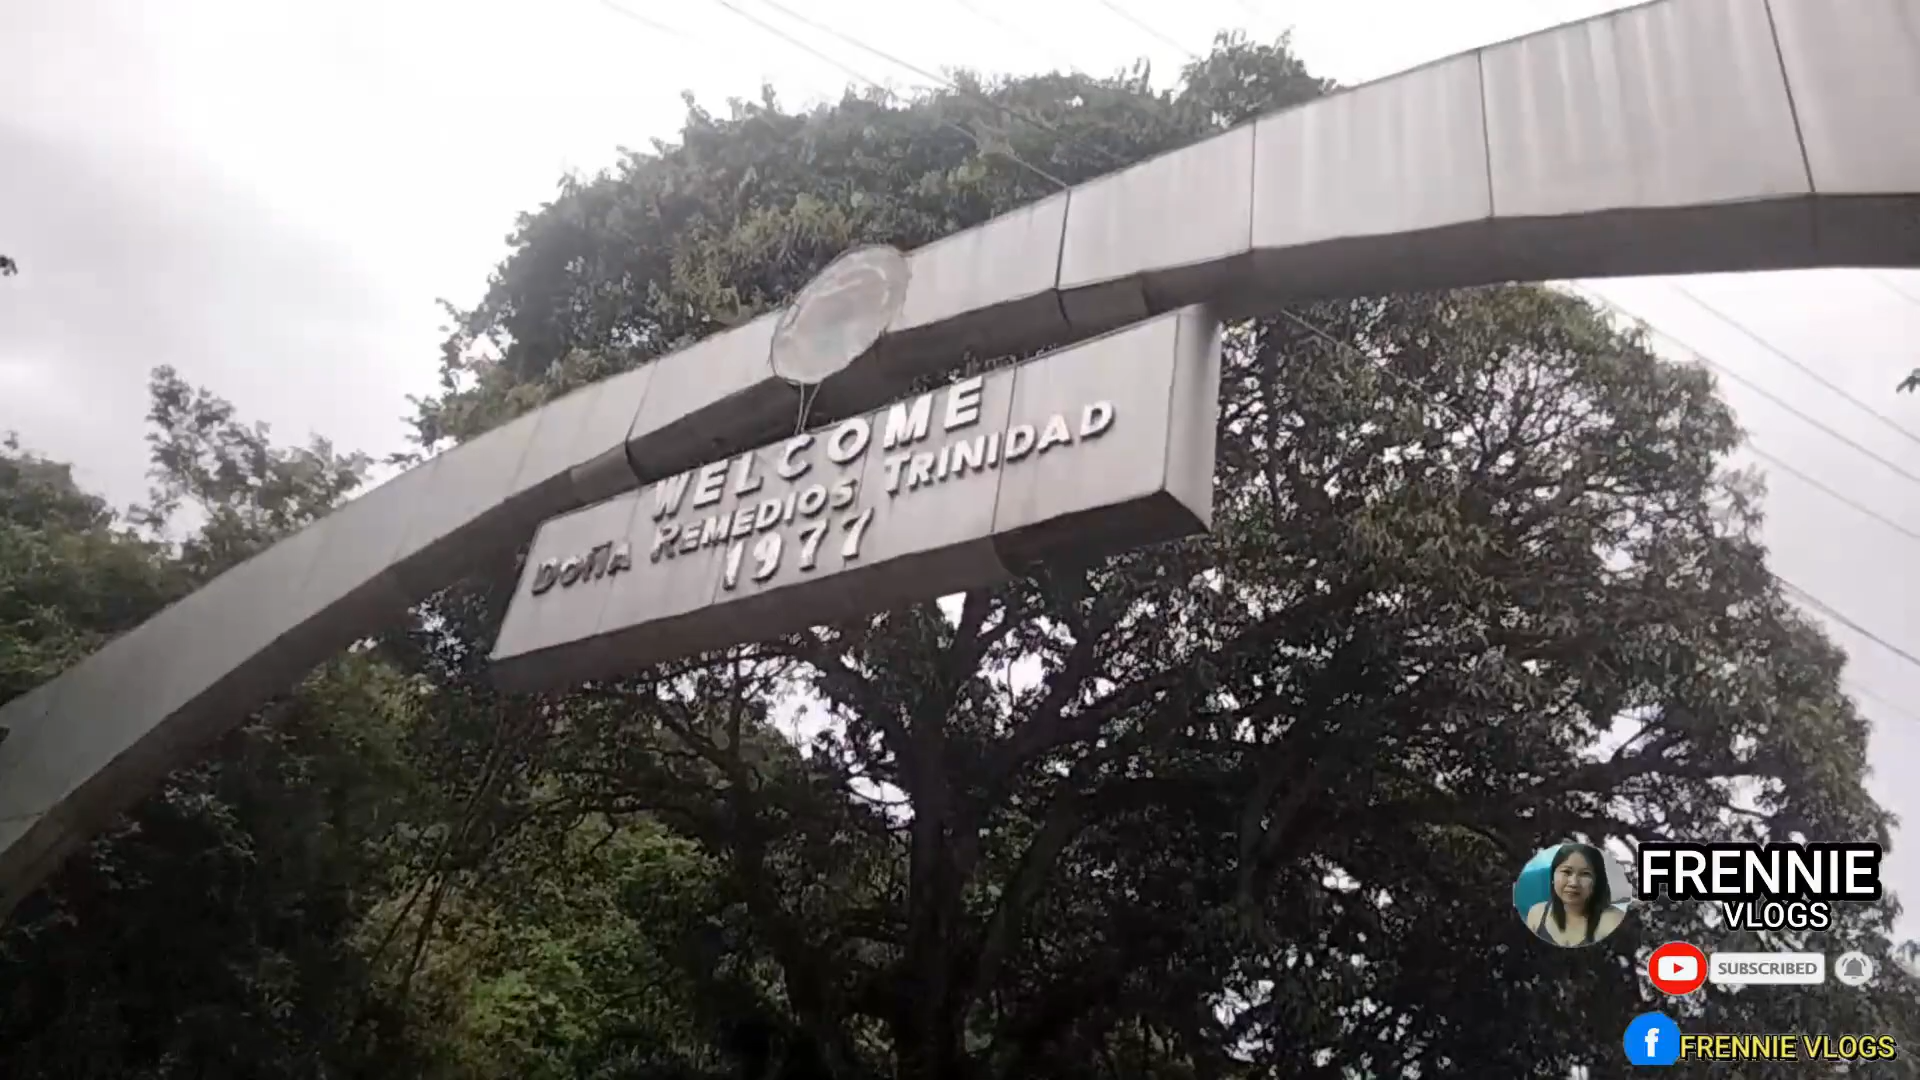 WELCOME
DOÑA REMEDIOS TRINIDAD
1977
FRENNIE
VLOGS
SUBSCRIBED
f
FRENNIE VLOGS